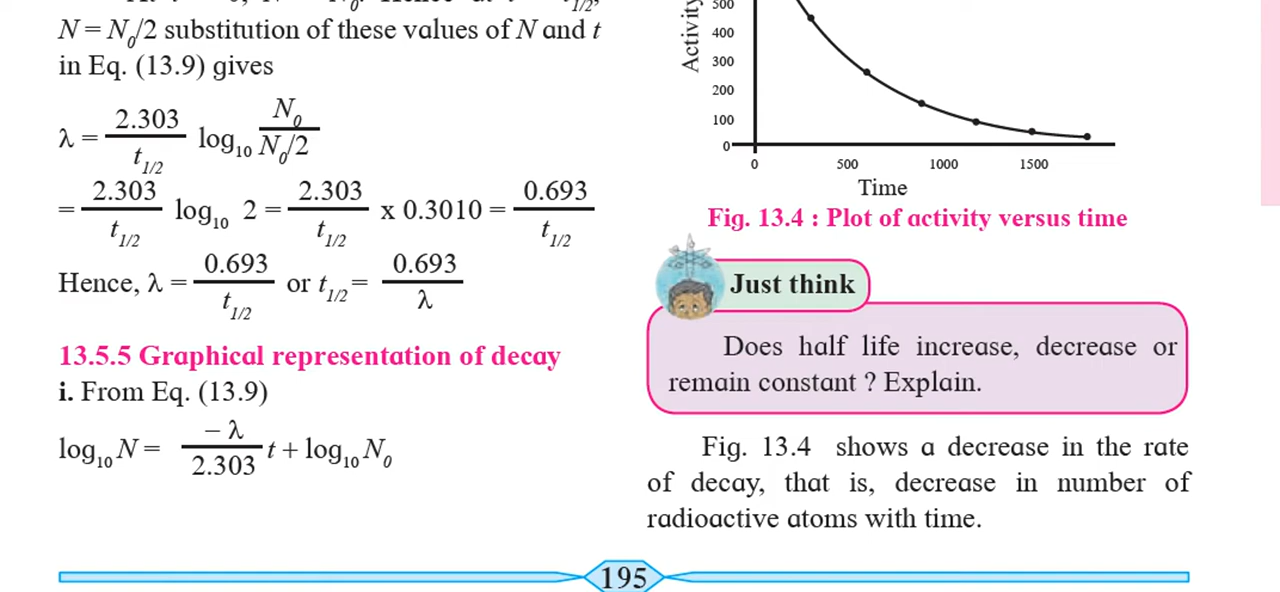 N = N₀/2 substitution of these values of N and t
in Eq. (13.9) gives
λ = 2.303/t₁/₂ log₁₀ N₀/N₀/2
= 2.303/t₁/₂ log₁₀ 2 = 2.303/t₁/₂ x 0.3010 = 0.693/t₁/₂
Hence, λ = 0.693/t₁/₂ or t₁/₂ = 0.693/λ
13.5.5 Graphical representation of decay
i. From Eq. (13.9)
log₁₀ N = −λ/2.303 t + log₁₀ N₀
Activity
500
400
300
200
100
0
0 500 1000 1500
Time
Fig. 13.4 : Plot of activity versus time
Just think
Does half life increase, decrease or
remain constant ? Explain.
Fig. 13.4 shows a decrease in the rate
of decay, that is, decrease in number of
radioactive atoms with time.
195